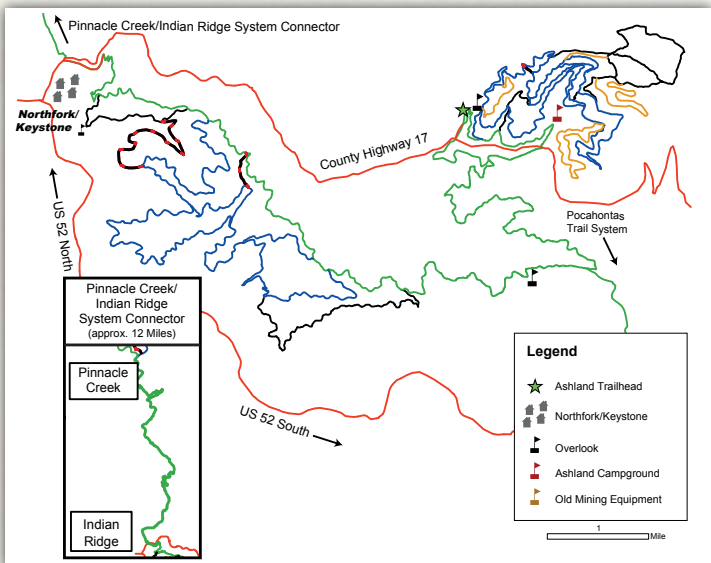 Pinnacle Creek/Indian Ridge System Connector
Northfork/
Keystone
County Highway 17
US 52 North
Pocahontas
Trail System
Pinnacle Creek/
Indian Ridge
System Connector
(approx. 12 Miles)
Pinnacle
Creek
Indian
Ridge
US 52 South
Legend
Ashland Trailhead
Northfork/Keystone
Overlook
Ashland Campground
Old Mining Equipment
1
Mile